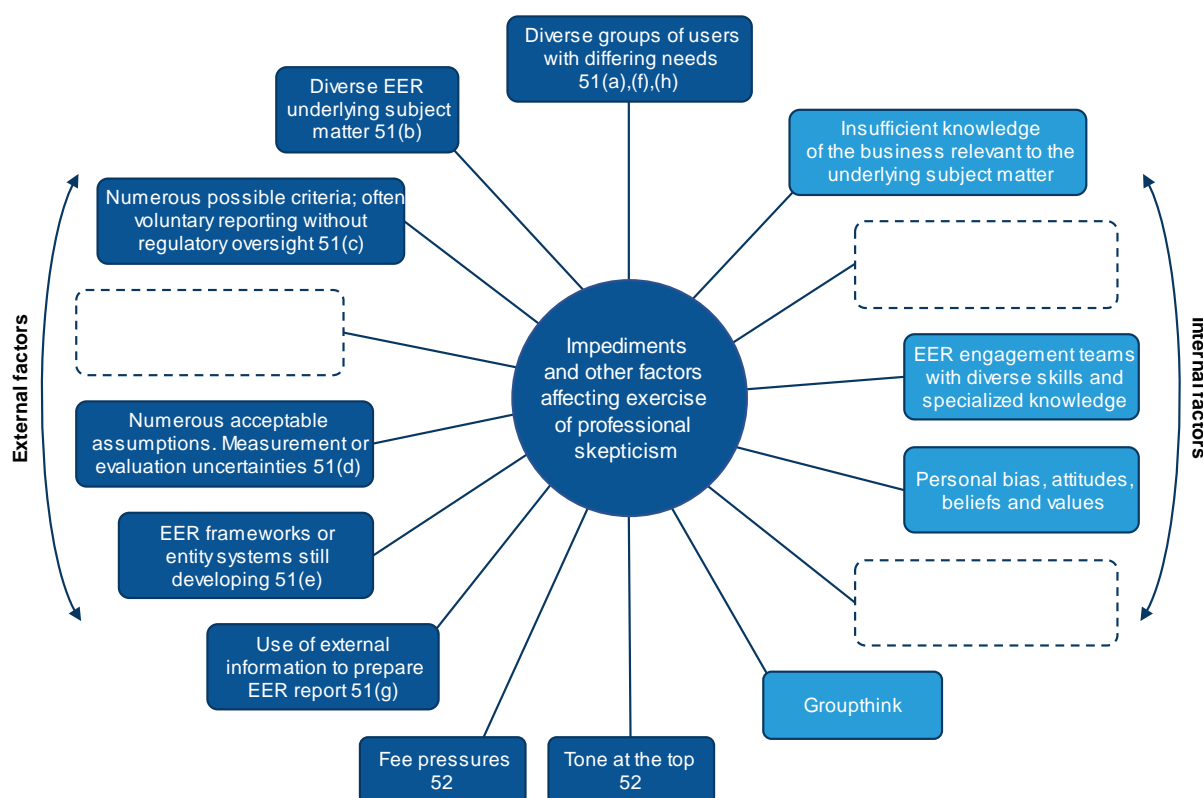 Diverse groups of users
with differing needs
51(a),(f),(h)
Diverse EER
underlying subject
matter 51(b)
Insufficient knowledge
of the business relevant to the
underlying subject matter
Numerous possible criteria; often
voluntary reporting without
regulatory oversight 51(c)
External factors
Impediments
and other factors
affecting exercise
of professional
skepticism
EER engagement teams
with diverse skills and
specialized knowledge
Internal factors
Numerous acceptable
assumptions. Measurement or
evaluation uncertainties 51(d)
Personal bias, attitudes,
beliefs and values
EER frameworks or
entity systems still
developing 51(e)
Use of external
information to prepare
EER report 51(g)
Groupthink
Fee pressures
52
Tone at the top
52